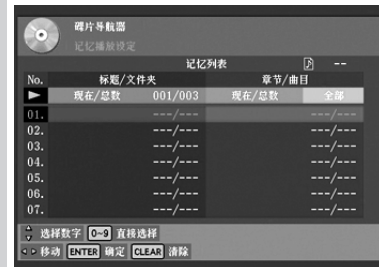 碟片导航器
记忆播放设定
记忆列表 --
No. 标题/文件夹 章节/曲目
现在/总数 001/003 现在/总数 全部
01. ---/--- ---/---
02. ---/--- ---/---
03. ---/--- ---/---
04. ---/--- ---/---
05. ---/--- ---/---
06. ---/--- ---/---
07. ---/--- ---/---
选择数字 0~9 直接选择
移动 ENTER 确定 CLEAR 清除